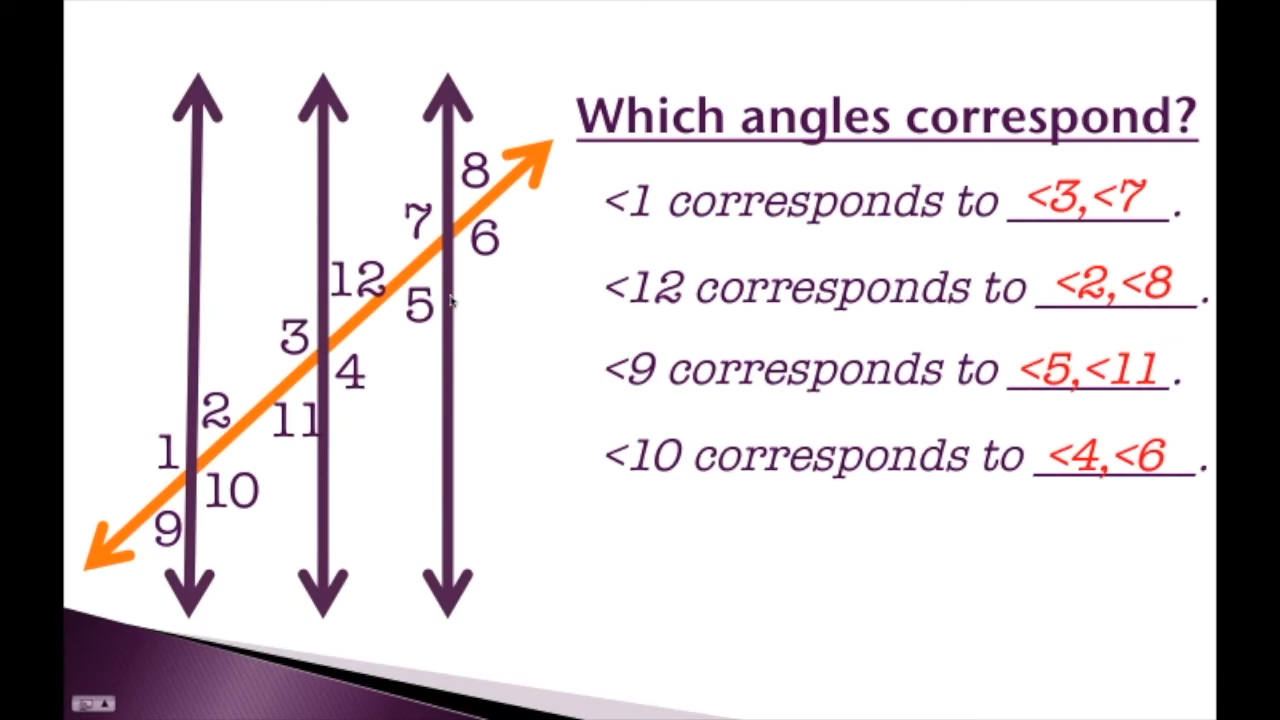 Which angles correspond?
<1 corresponds to <3,<7.
<12 corresponds to <2,<8.
<9 corresponds to <5,<11.
<10 corresponds to <4,<6.
8
7
6
12
5
3
4
2
11
1
10
9